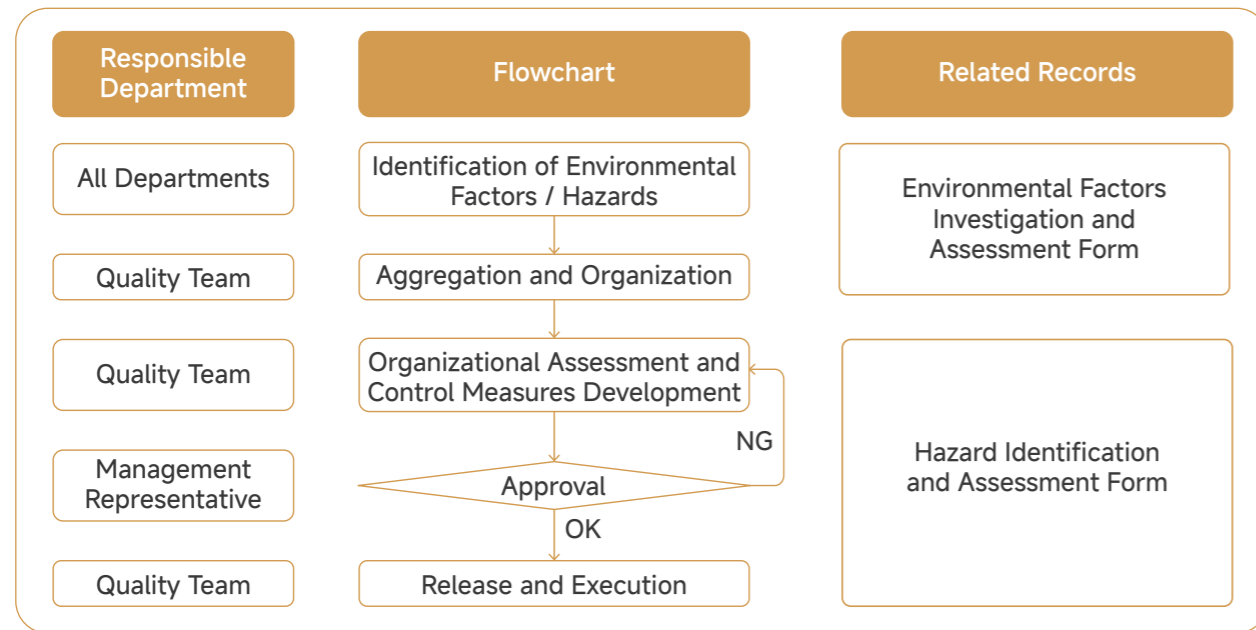 Responsible
Department
Flowchart
Related Records
All Departments
Identification of Environmental
Factors / Hazards
Environmental Factors
Investigation and
Assessment Form
Quality Team
Aggregation and Organization
Quality Team
Organizational Assessment and
Control Measures Development
NG
Hazard Identification
and Assessment Form
Management
Representative
Approval
OK
Quality Team
Release and Execution